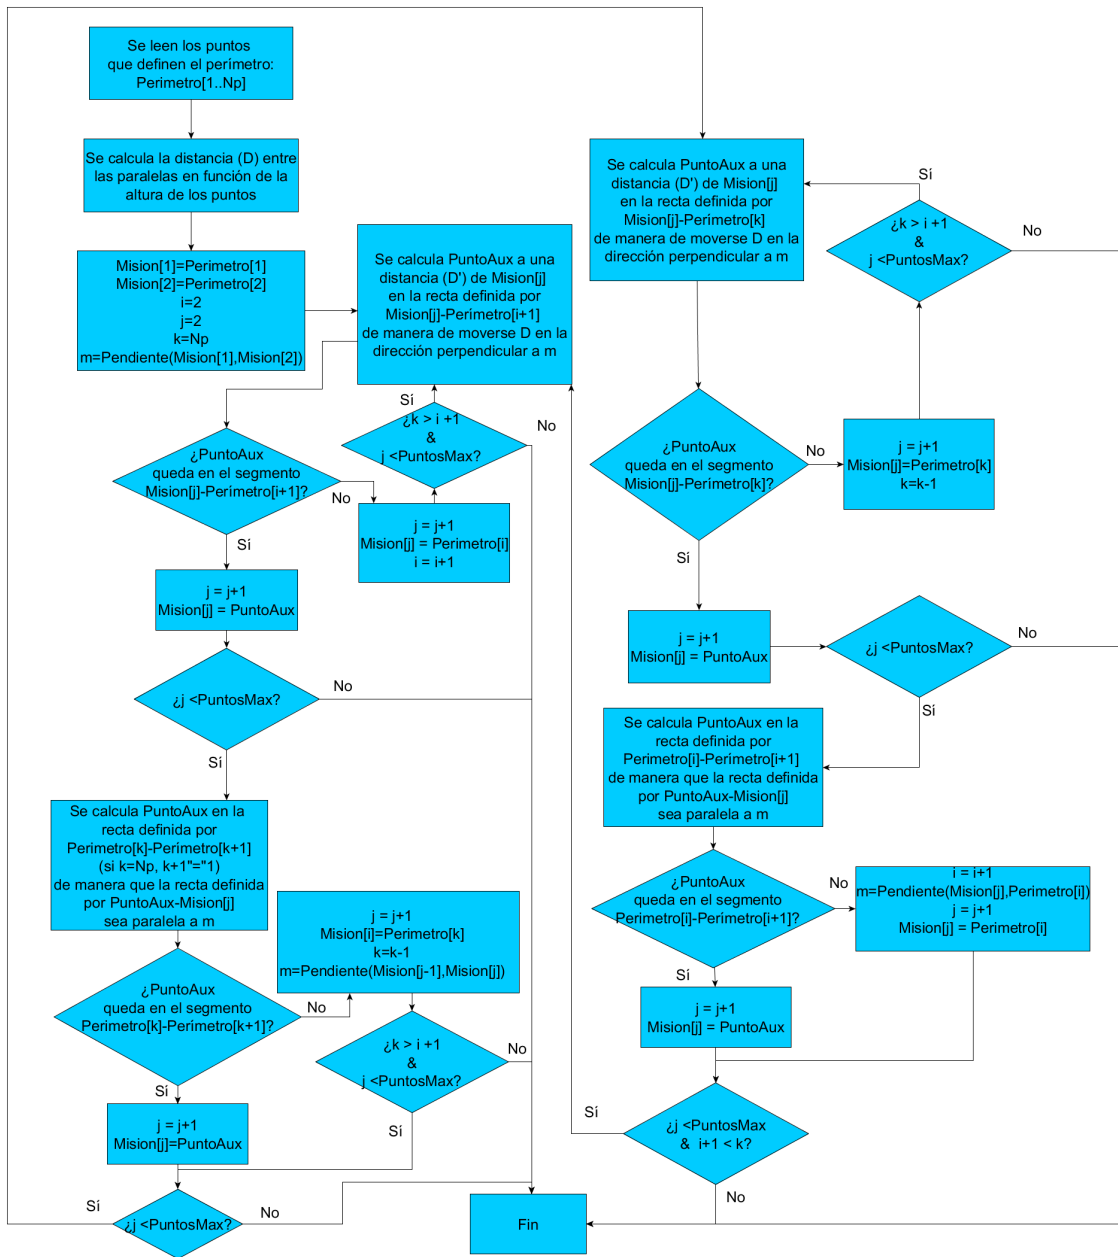 Se leen los puntos
que definen el perímetro:
Perimetro[1..Np]
Se calcula la distancia (D) entre
las paralelas en función de la
altura de los puntos
Mision[1]=Perimetro[1]
Mision[2]=Perimetro[2]
i=2
j=2
k=Np
m=Pendiente(Mision[1],Mision[2])
Se calcula PuntoAux a una
distancia (D') de Mision[j]
en la recta definida por
Mision[j]-Perimetro[i+1]
de manera de moverse D en la
dirección perpendicular a m
¿PuntoAux
queda en el segmento
Mision[j]-Perímetro[i+1]?
No
Sí
j = j+1
Mision[j] = Perimetro[i]
i = i+1
¿k > i +1
&
j <PuntosMax?
Sí
No
j = j+1
Mision[j] = PuntoAux
¿j <PuntosMax?
No
Sí
Se calcula PuntoAux en la
recta definida por
Perimetro[k]-Perimetro[k+1]
(si k=Np, k+1"="1)
de manera que la recta definida
por PuntoAux-Mision[j]
sea paralela a m
¿PuntoAux
queda en el segmento
Perimetro[k]-Perimetro[k+1]?
No
Sí
j = j+1
Mision[i]=Perimetro[k]
k=k-1
m=Pendiente(Mision[j-1],Mision[j])
¿k > i +1
&
j <PuntosMax?
No
Sí
j = j+1
Mision[j]=PuntoAux
¿j <PuntosMax?
Sí
No
Se calcula PuntoAux a una
distancia (D') de Mision[j]
en la recta definida por
Mision[j]-Perímetro[k]
de manera de moverse D en la
dirección perpendicular a m
¿PuntoAux
queda en el segmento
Mision[j]-Perimetro[k]?
No
Sí
j = j+1
Mision[j]=Perimetro[k]
k=k-1
¿k > i +1
&
j <PuntosMax?
Sí
No
j = j+1
Mision[j] = PuntoAux
¿j <PuntosMax?
No
Sí
Se calcula PuntoAux en la
recta definida por
Perimetro[i]-Perímetro[i+1]
de manera que la recta definida
por PuntoAux-Mision[j]
sea paralela a m
¿PuntoAux
queda en el segmento
Perimetro[i]-Perimetro[i+1]?
No
Sí
i = i+1
m=Pendiente(Mision[j],Perimetro[i])
j = j+1
Mision[j] = Perimetro[i]
j = j+1
Mision[j] = PuntoAux
¿j <PuntosMax
& i+1 < k?
Sí
No
Fin